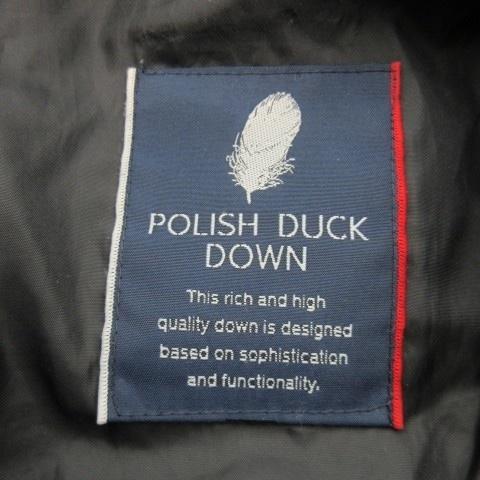 POLISH DUCK
DOWN
This rich and high
quality down is designed
based on sophistication
and functionality.